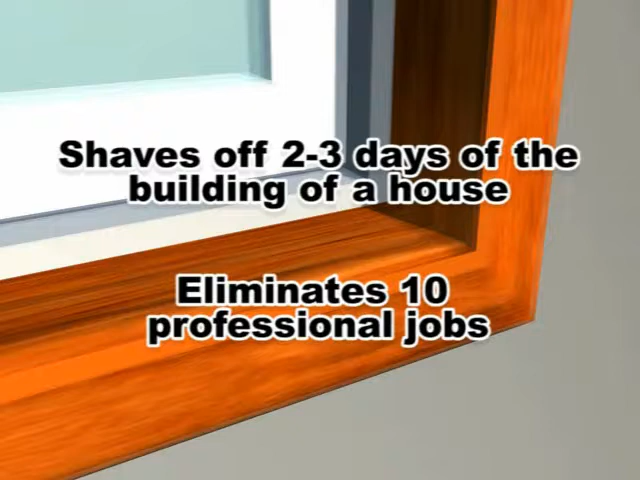 Shaves off 2-3 days of the
building of a house
Eliminates 10
professional jobs